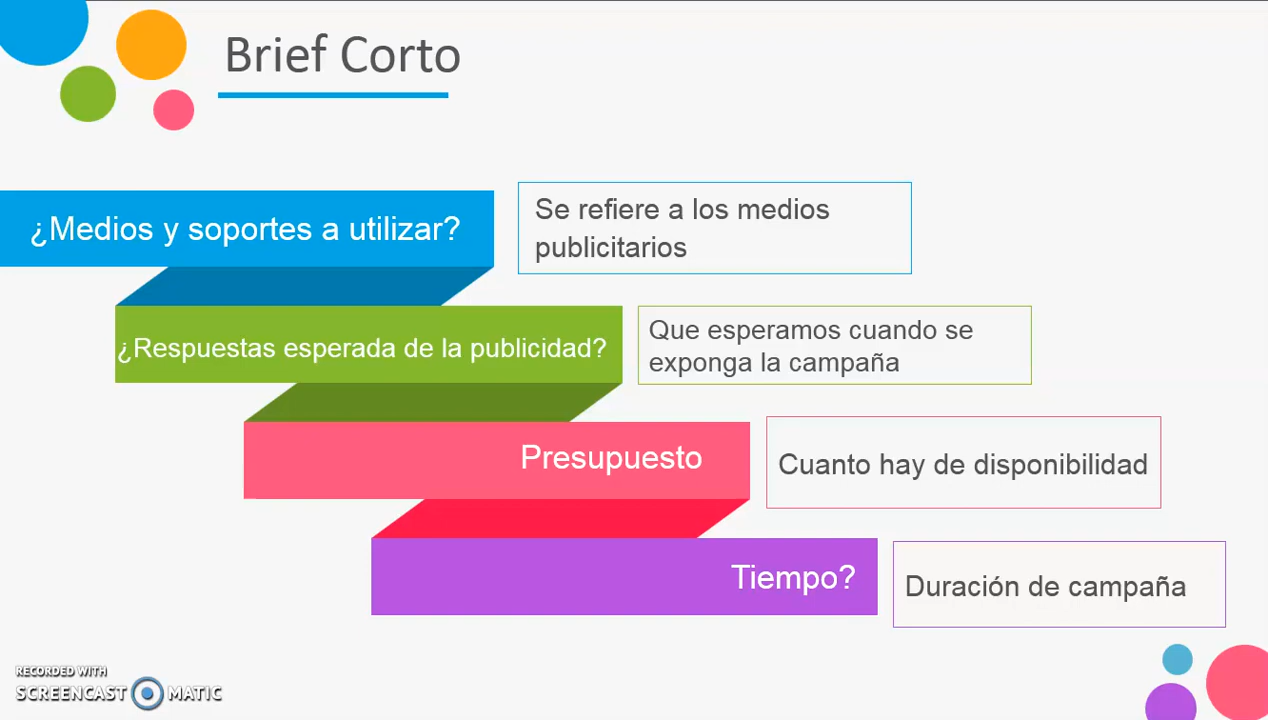 Brief Corto
¿Medios y soportes a utilizar?
Se refiere a los medios
publicitarios
¿Respuestas esperada de la publicidad?
Que esperamos cuando se
exponga la campaña
Presupuesto
Cuanto hay de disponibilidad
Tiempo?
Duración de campaña
RECORDED WITH
SCREENCAST MATIC